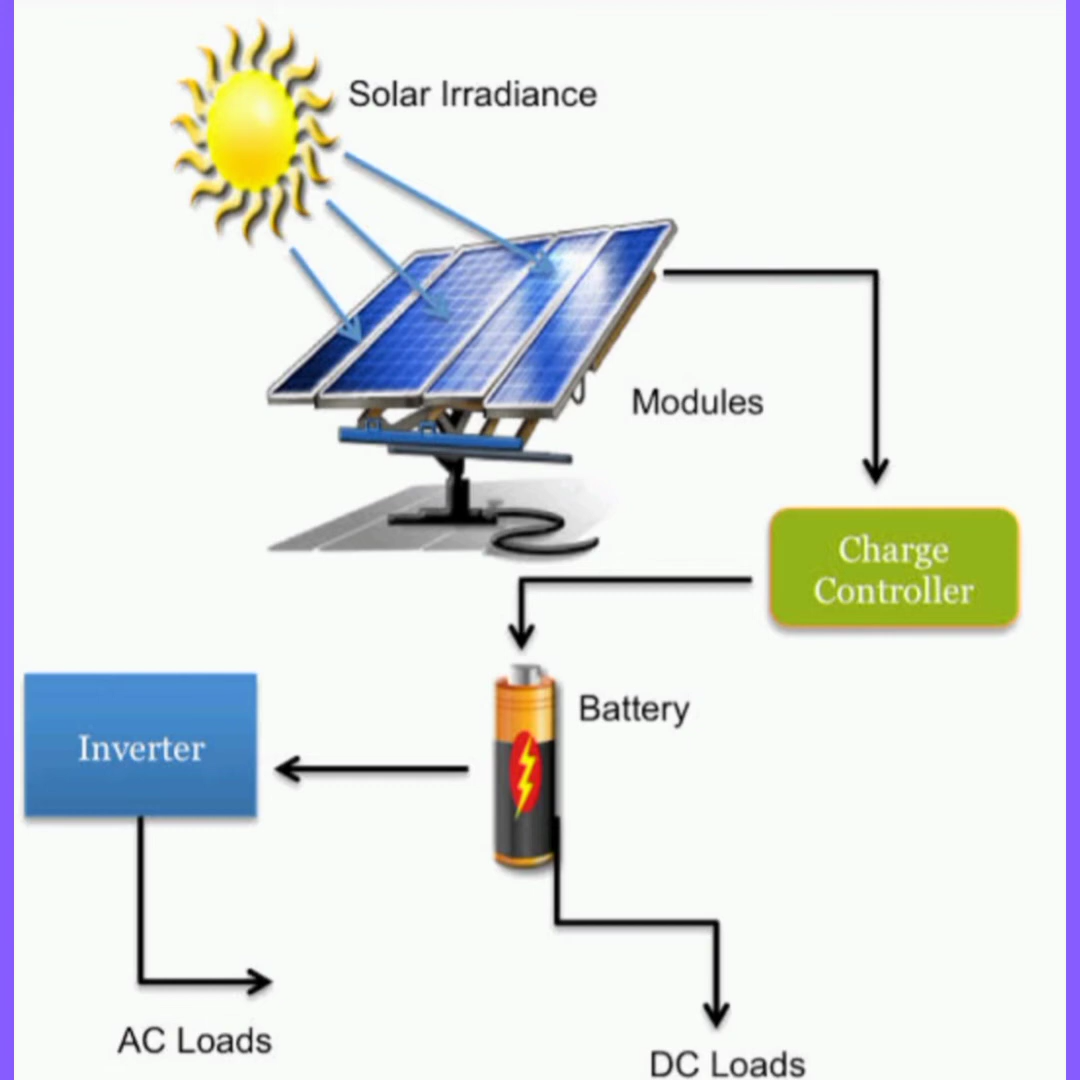 Solar Irradiance
Modules
Charge
Controller
Battery
Inverter
AC Loads
DC Loads